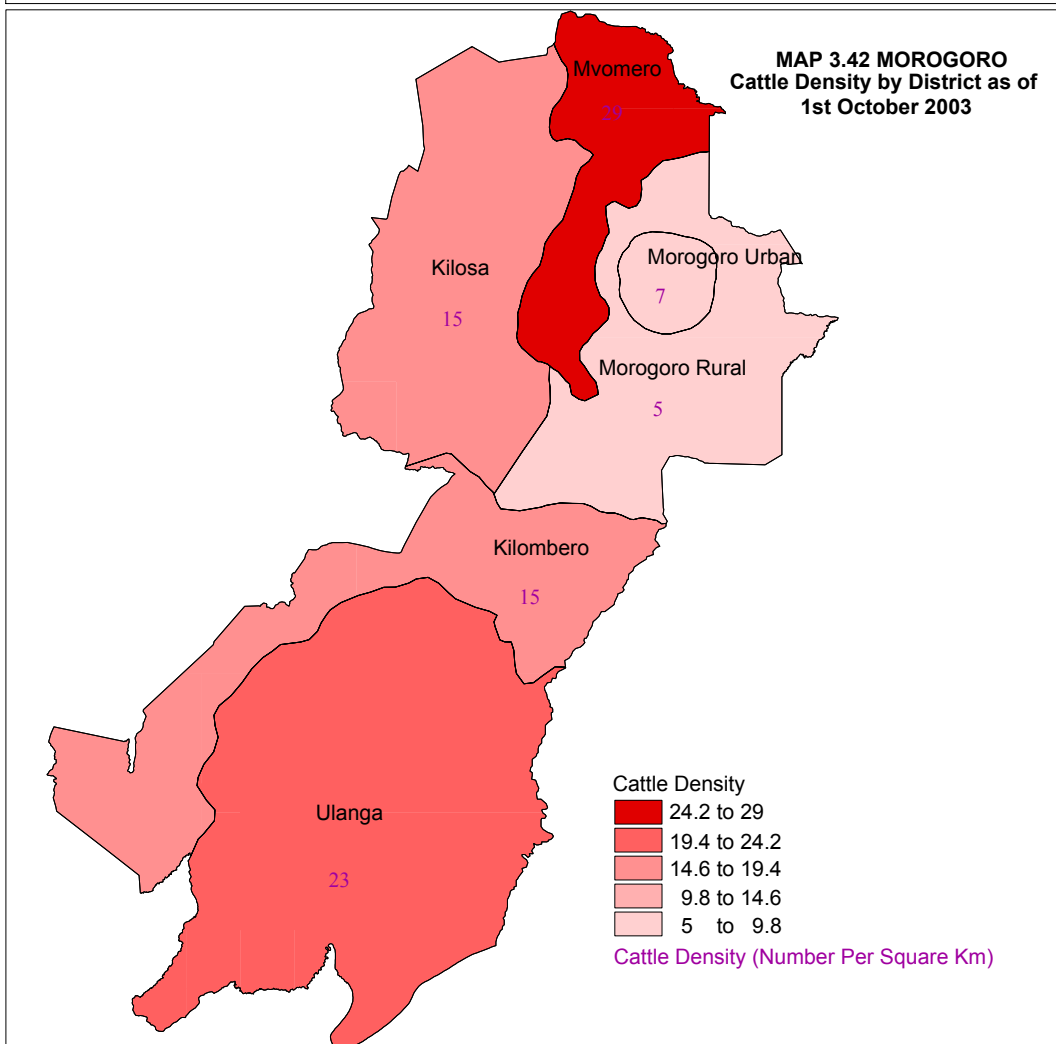 MAP 3.42 MOROGORO
Cattle Density by District as of
1st October 2003
Mvomero
29
Morogoro Urban
7
Kilosa
15
Morogoro Rural
5
Kilombero
15
Ulanga
23
Cattle Density
24.2 to 29
19.4 to 24.2
14.6 to 19.4
9.8 to 14.6
5 to 9.8
Cattle Density (Number Per Square Km)